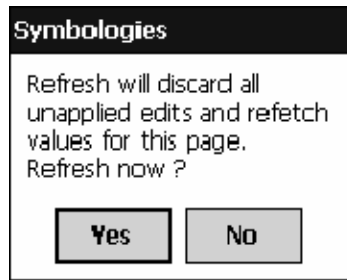 Symbologies
Refresh will discard all
unapplied edits and refetch
values for this page.
Refresh now ?
Yes
No